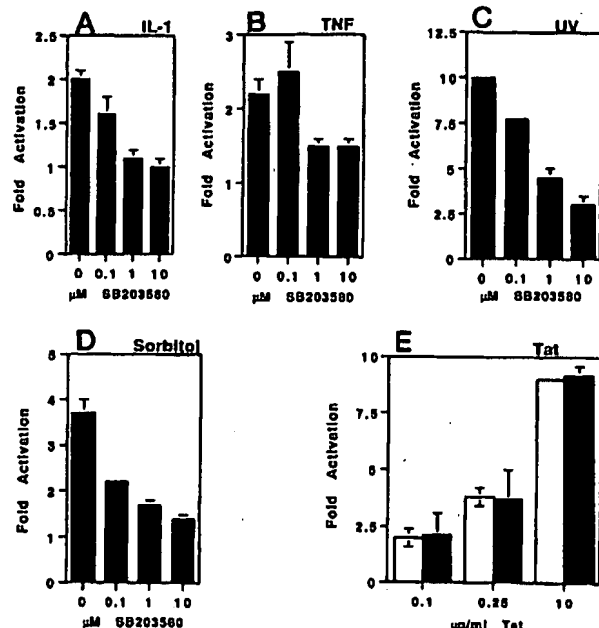 A IL-1
2.5
2
1.5
1
0.5
0
Fold Activation
0 0.1 1 10
µM SB203580
B TNF
3
2
1
0
Fold Activation
0 0.1 1 10
µM SB203580
C UV
12.5
10
7.5
5
2.5
0
Fold Activation
0 0.1 1 10
µM SB203580
D Sorbitol
5
4
3
2
1
0
Fold Activation
0 0.1 1 10
µM SB203580
E Tat
10
7.5
5
2.5
0
Fold Activation
0.1 0.25 10
µg/ml Tat